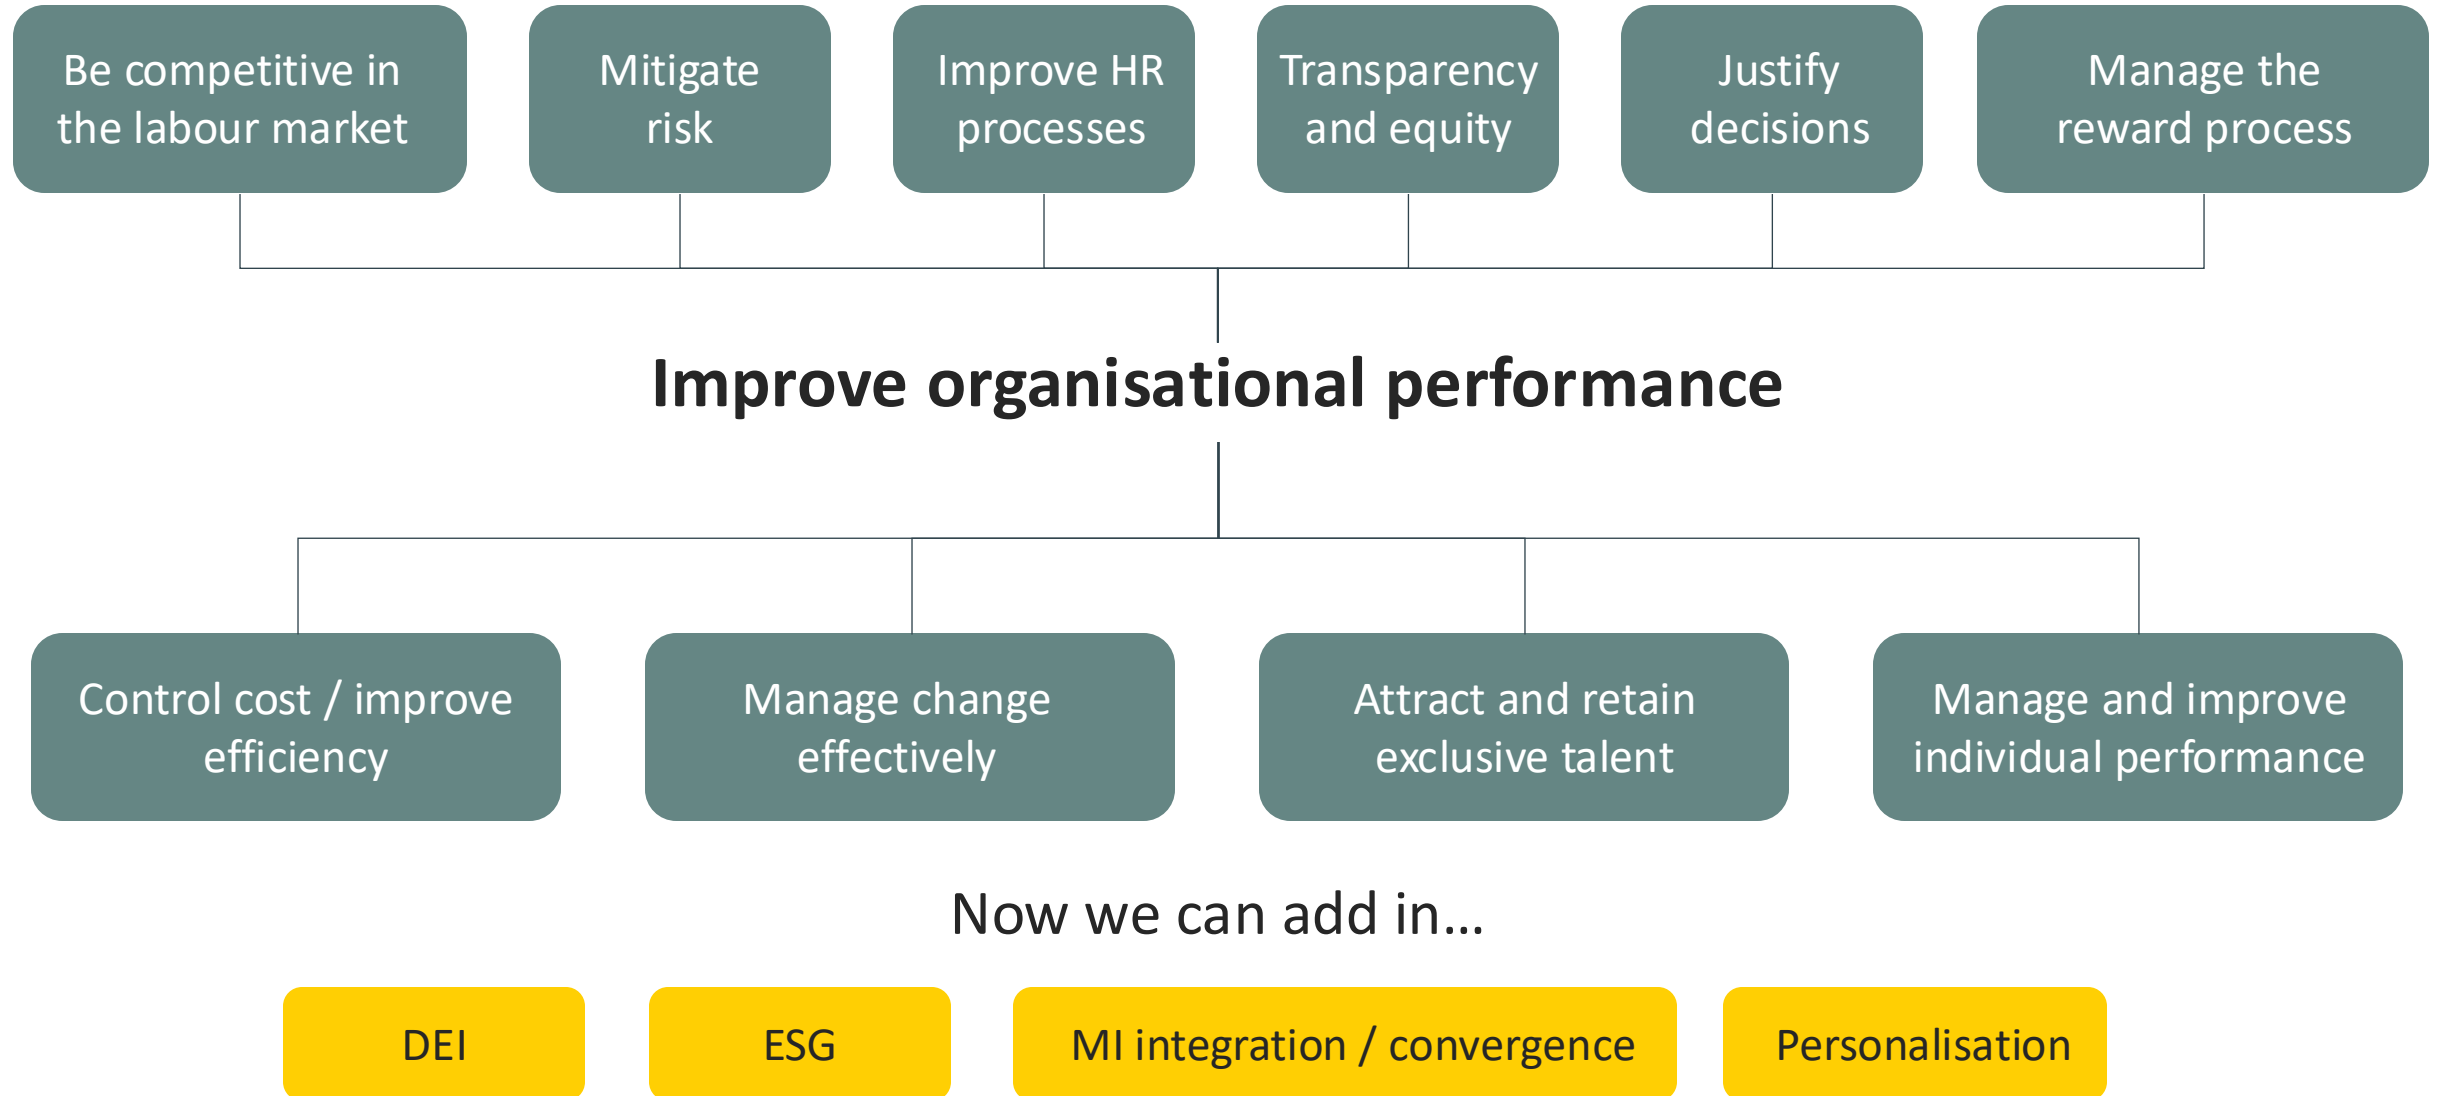 Be competitive in
the labour market
Mitigate
risk
Improve HR
processes
Transparency
and equity
Justify
decisions
Manage the
reward process
Improve organisational performance
Control cost / improve
efficiency
Manage change
effectively
Attract and retain
exclusive talent
Manage and improve
individual performance
Now we can add in...
DEI
ESG
MI integration / convergence
Personalisation